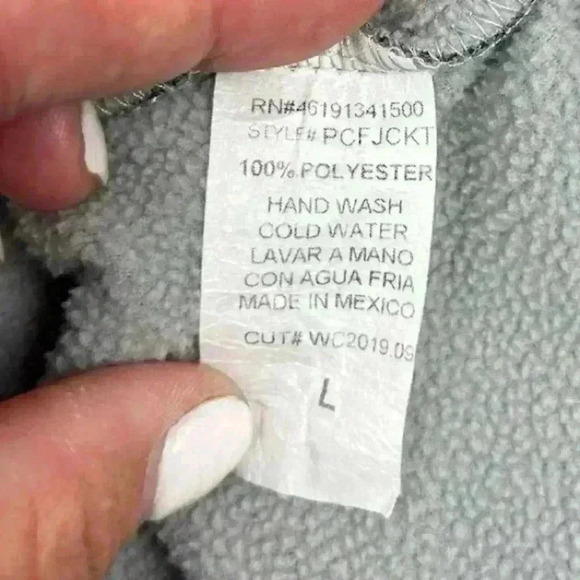 RN#46191341500
STYLE# PCFJCKT
100% POLYESTER
HAND WASH
COLD WATER
LAVAR A MANO
CON AGUA FRIA
MADE IN MEXICO
CUT# WC2019.09
L